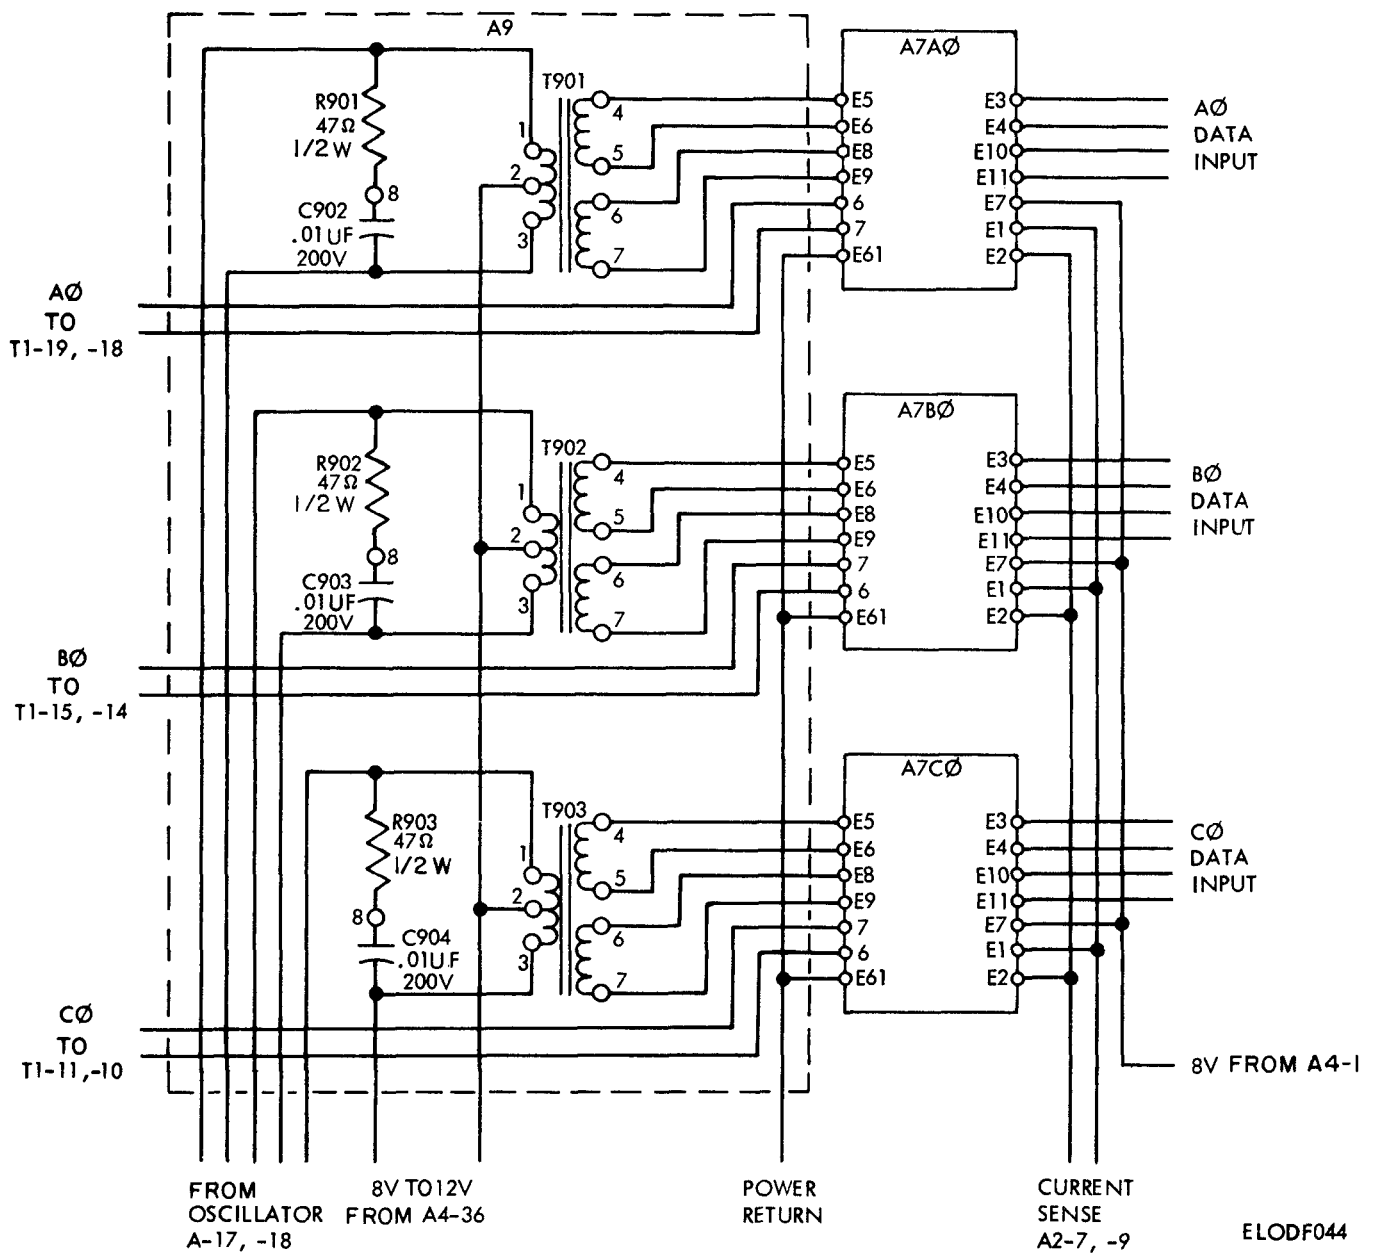 A9
T901
R901
47Ω
1/2 W
8
C902
.01UF
200V
1
2
3
4
5
6
7
A7AØ
E5
E6
E8
E9
6
7
E61
E3
E4
E10
E11
E7
E1
E2
AØ
DATA
INPUT
AØ
TO
T1-19, -18
T902
R902
47Ω
1/2 W
8
C903
.01UF
200V
1
2
3
4
5
6
7
A7BØ
E5
E6
E8
E9
7
6
E61
E3
E4
E10
E11
E7
E1
E2
BØ
DATA
INPUT
BØ
TO
T1-15, -14
T903
R903
47Ω
1/2 W
8
C904
.01UF
200V
1
2
3
4
5
6
7
A7CØ
E5
E6
E8
E9
7
6
E61
E3
E4
E10
E11
E7
E1
E2
CØ
DATA
INPUT
CØ
TO
T1-11,-10
8V FROM A4-1
FROM
OSCILLATOR
A-17, -18
8V TO12V
FROM A4-36
POWER
RETURN
CURRENT
SENSE
A2-7, -9
ELODF044